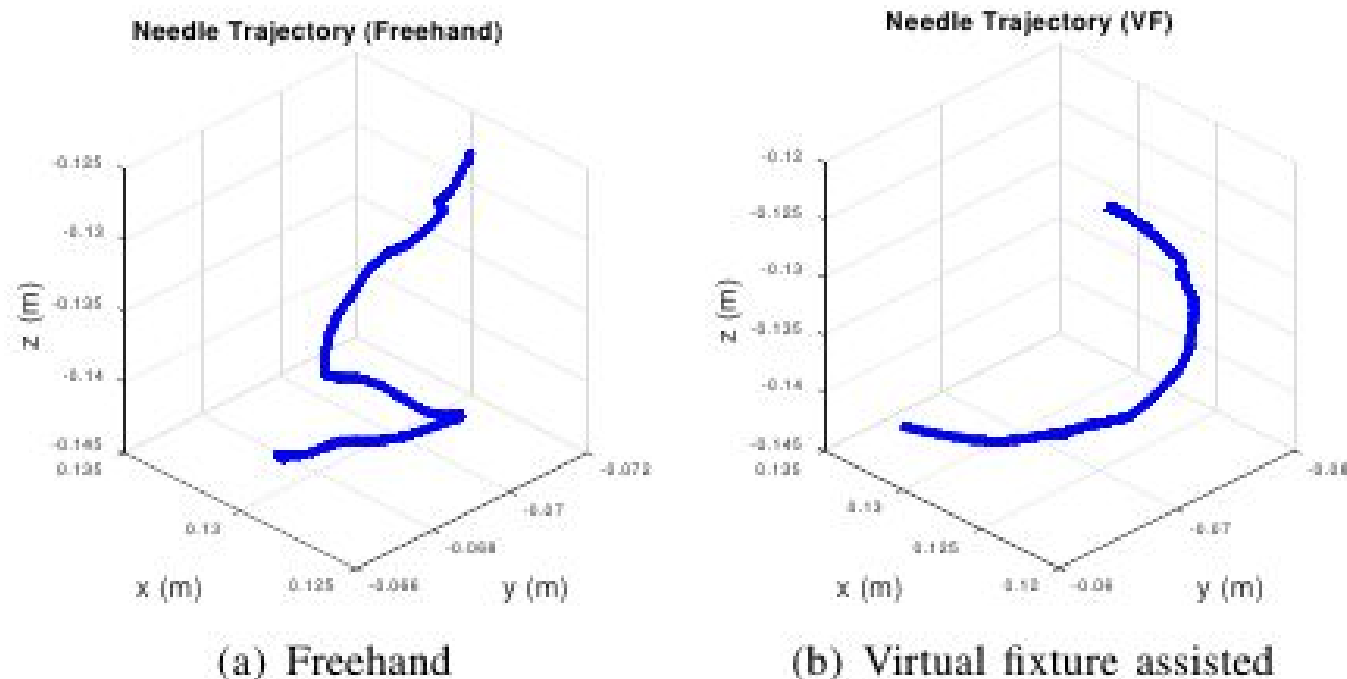 Needle Trajectory (Freehand)
-0.125
-0.13
-0.135
-0.14
-0.145
z (m)
0.135
0.13
0.125
x (m)
-0.066
-0.068
-0.07
-0.072
y (m)
(a) Freehand
Needle Trajectory (VF)
-0.12
-0.125
-0.13
-0.135
-0.14
-0.145
z (m)
0.135
0.13
0.125
0.12
x (m)
-0.06
-0.07
-0.08
y (m)
(b) Virtual fixture assisted